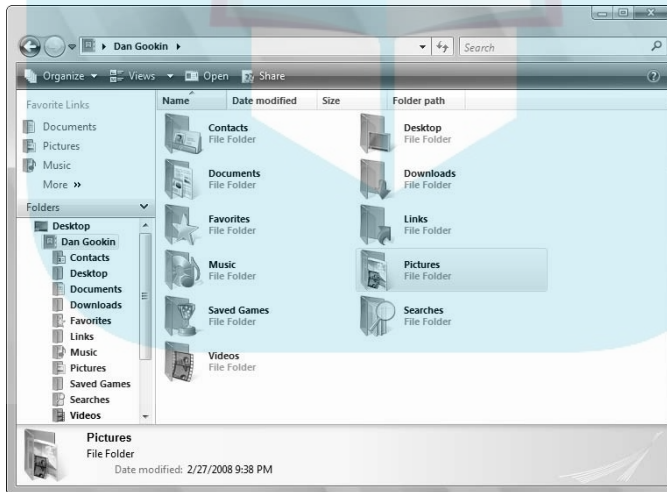 Dan Gookin
Search
Organize Views Open Share
Favorite Links
Documents
Pictures
Music
More »
Folders
Desktop
Dan Gookin
Contacts
Desktop
Documents
Downloads
Favorites
Links
Music
Pictures
Saved Games
Searches
Videos
Name Date modified Size Folder path
Contacts
File Folder
Desktop
File Folder
Documents
File Folder
Downloads
File Folder
Favorites
File Folder
Links
File Folder
Music
File Folder
Pictures
File Folder
Saved Games
File Folder
Searches
File Folder
Videos
File Folder
Pictures
File Folder
Date modified: 2/27/2008 9:38 PM